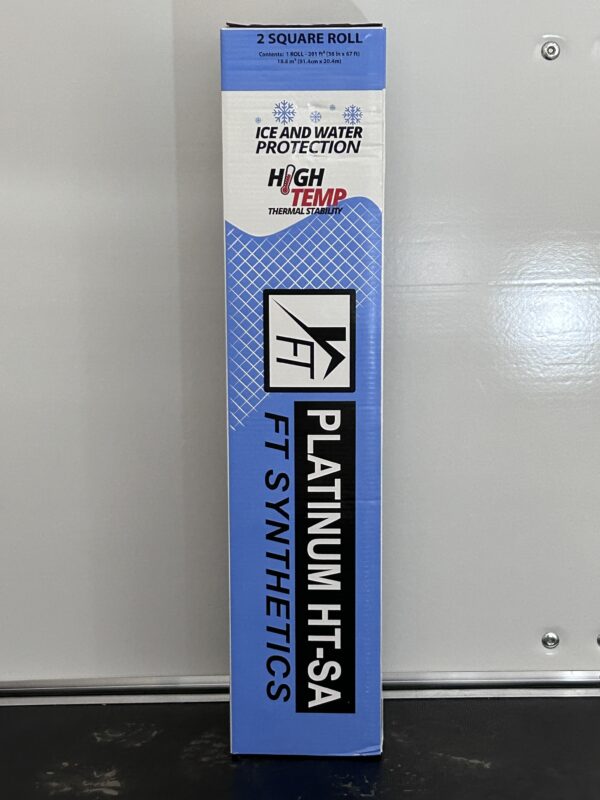 2 SQUARE ROLL
Contents: 1 ROLL - 201 ft² (36 in x 67 ft)
18.6 m² (91.4cm x 20.4m)
ICE AND WATER
PROTECTION
HIGH
TEMP
THERMAL STABILITY
FT
PLATINUM HT-SA
FT SYNTHETICS